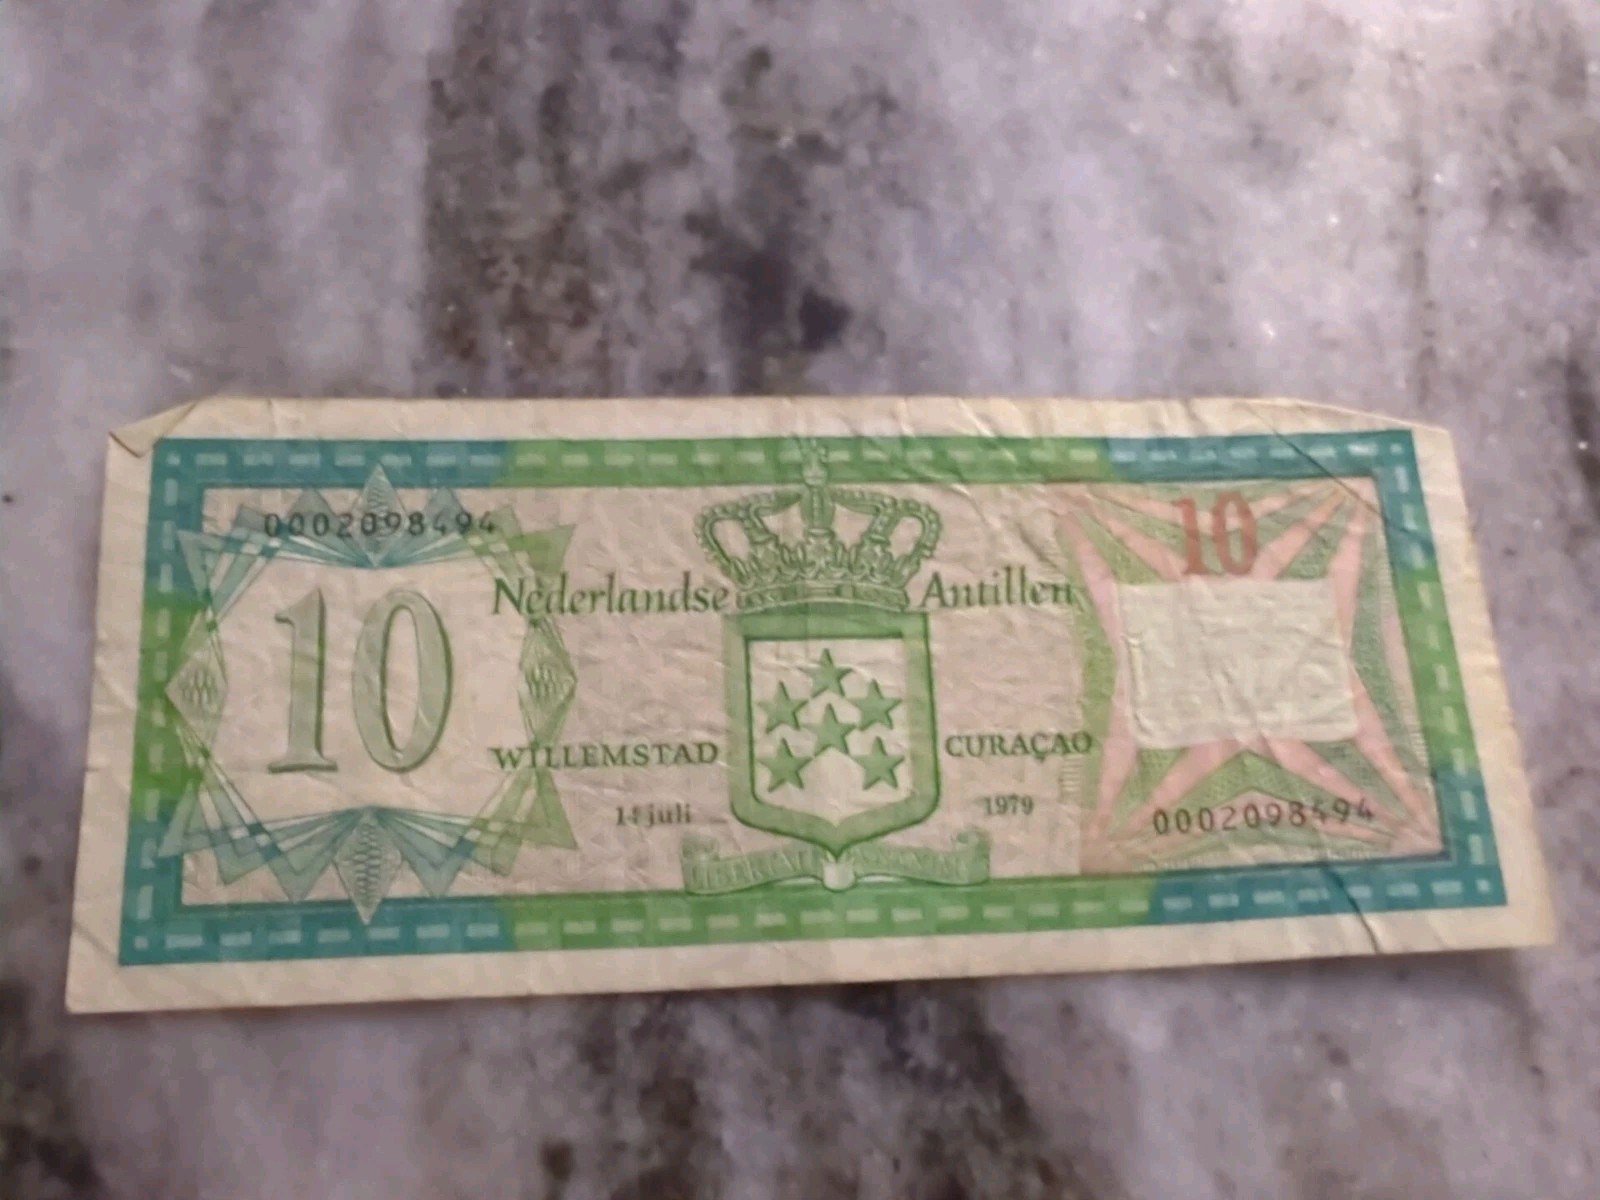 0002098494
10
10
Nederlandse Antillen
WILLEMSTAD CURAÇAO
14 juli 1979
0002098494